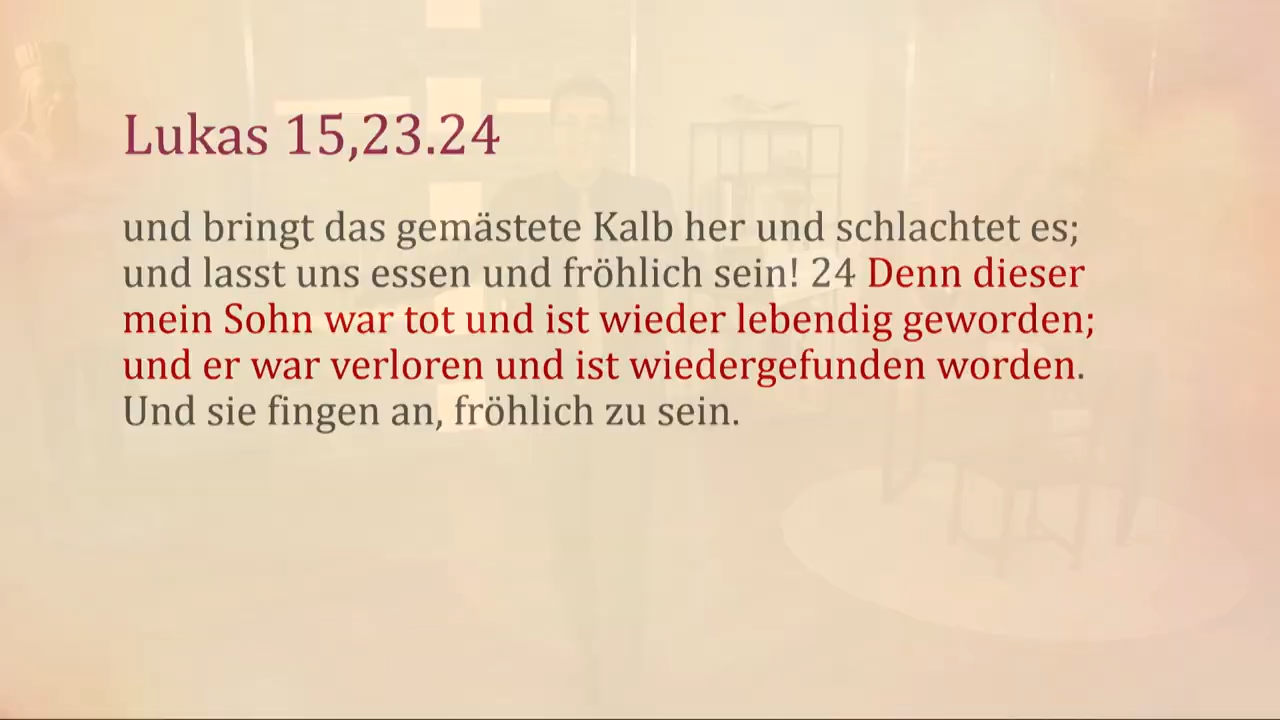 Lukas 15,23.24
und bringt das gemästete Kalb her und schlachtet es;
und lasst uns essen und fröhlich sein! 24 Denn dieser
mein Sohn war tot und ist wieder lebendig geworden;
und er war verloren und ist wiedergefunden worden.
Und sie fingen an, fröhlich zu sein.